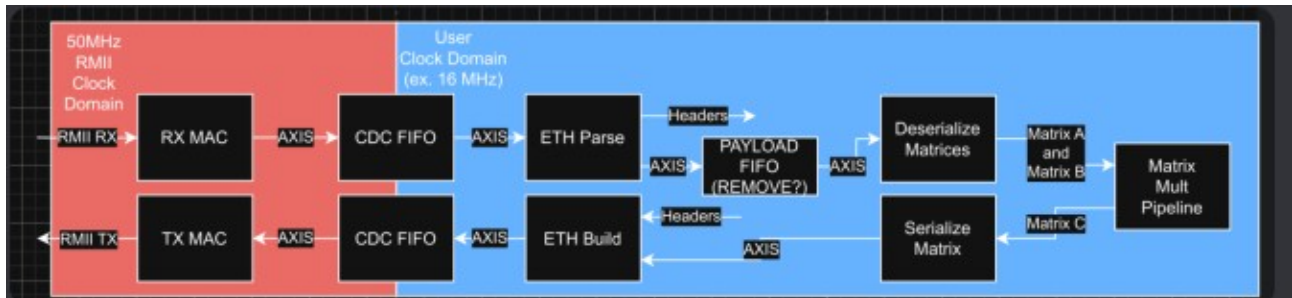 50MHz
RMII
Clock
Domain
User
Clock Domain
(ex. 16 MHz)
RMII RX
RX MAC
AXIS
CDC FIFO
AXIS
ETH Parse
Headers
AXIS
PAYLOAD
FIFO
(REMOVE?)
AXIS
Deserialize
Matrices
Matrix A
and
Matrix B
Matrix
Mult
Pipeline
RMII TX
TX MAC
AXIS
CDC FIFO
AXIS
ETH Build
Headers
AXIS
Serialize
Matrix
Matrix C